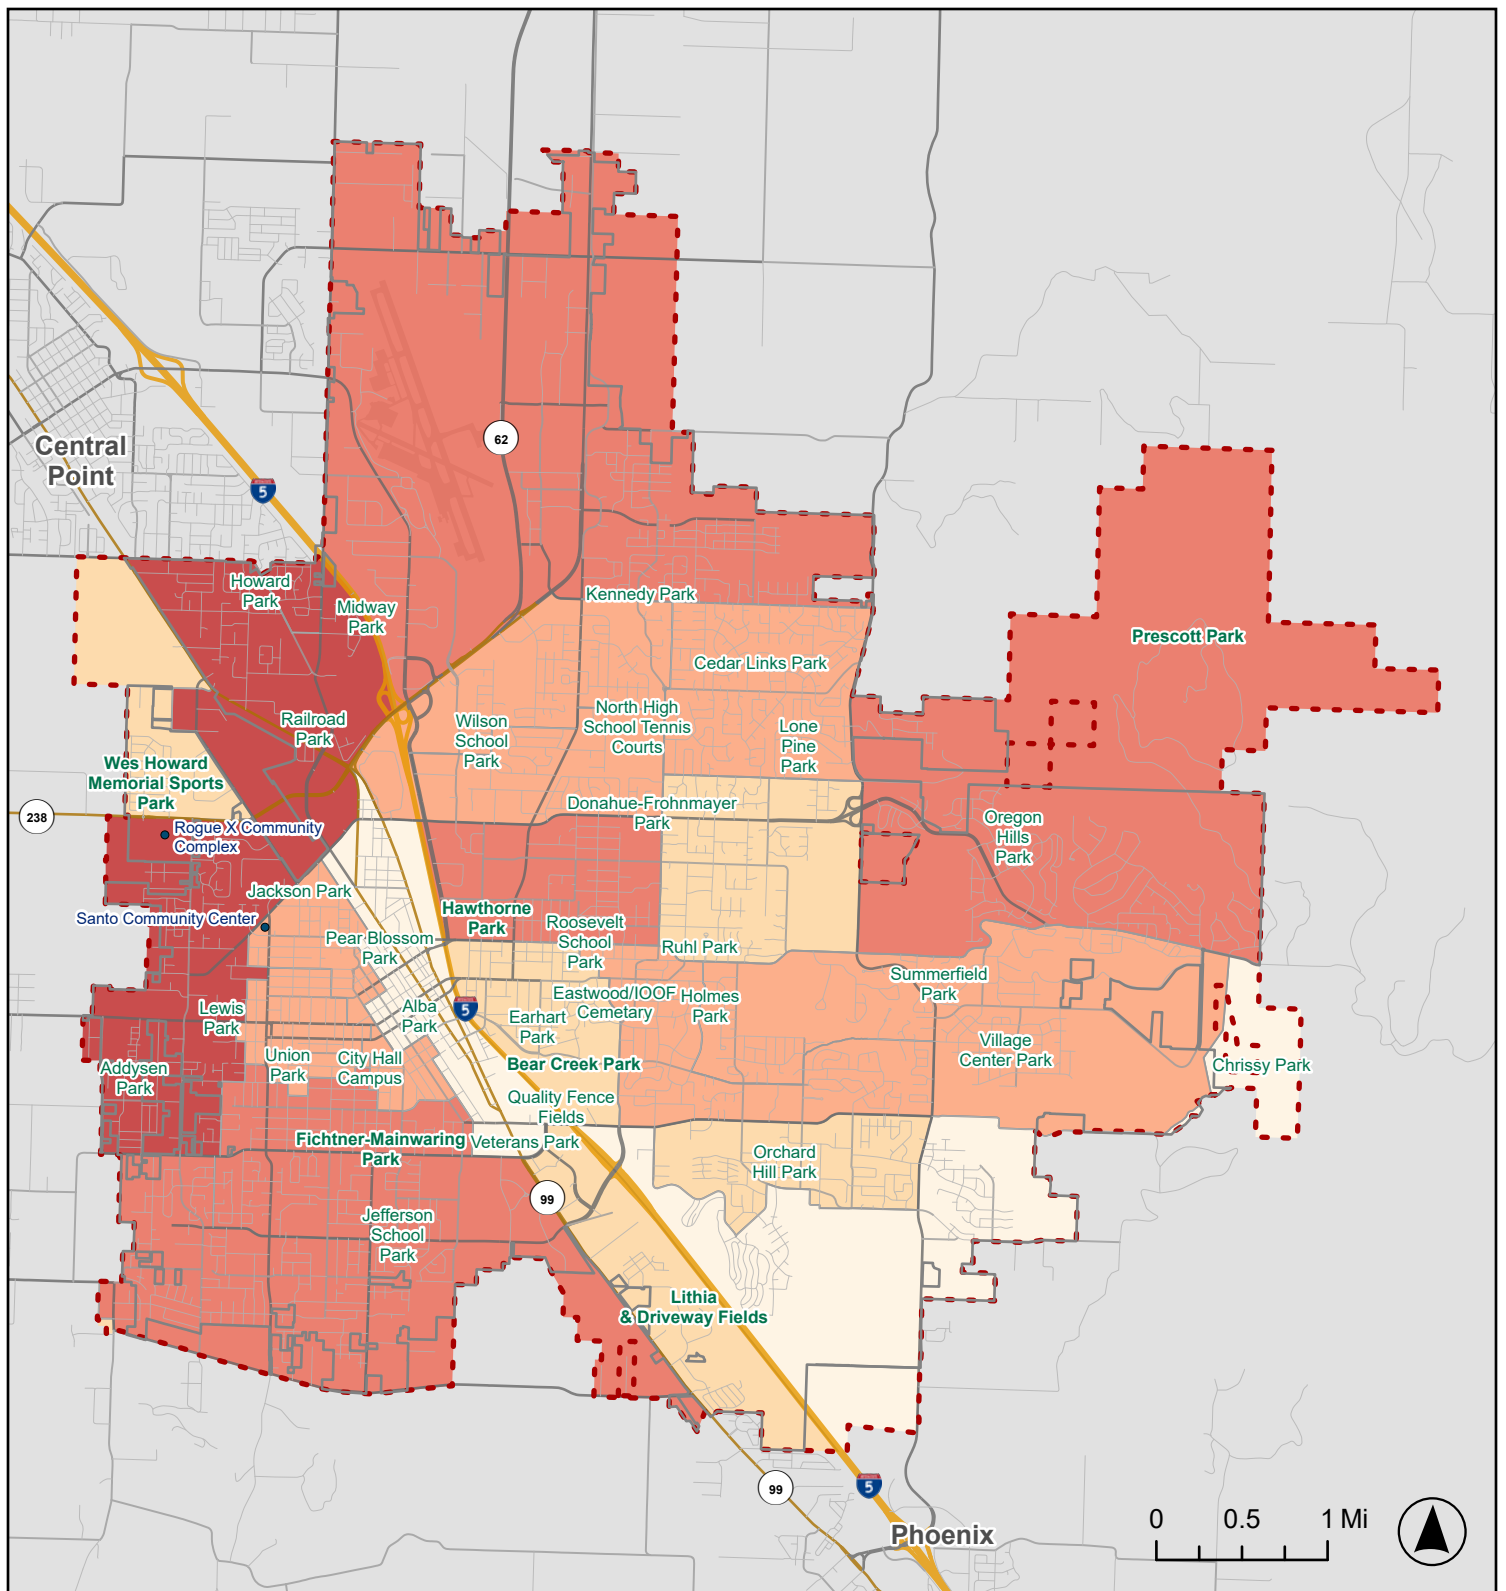 62
Central
Point
5
Howard
Park
Midway
Park
Kennedy Park
Prescott Park
Cedar Links Park
Railroad
Park
Wilson
School
Park
North High
School Tennis
Courts
Lone
Pine
Park
Wes Howard
Memorial Sports
Park
238
Rogue X Community
Complex
Donahue-Frohnmayer
Park
Oregon
Hills
Park
Jackson Park
Santo Community Center
Hawthorne
Park
Pear Blossom
Park
Roosevelt
School
Park
Ruhl Park
Summerfield
Park
Lewis
Park
Alba
Park
5
Earhart
Park
Eastwood/IOOF
Cemetary
Holmes
Park
Village
Center Park
Chrissy Park
Addysen
Park
Union
Park
City Hall
Campus
Bear Creek Park
Quality Fence
Fields
Fichtner-Mainwaring
Park
Veterans Park
Orchard
Hill Park
99
Jefferson
School
Park
Lithia
& Driveway Fields
99
5
Phoenix
0 0.5 1 Mi